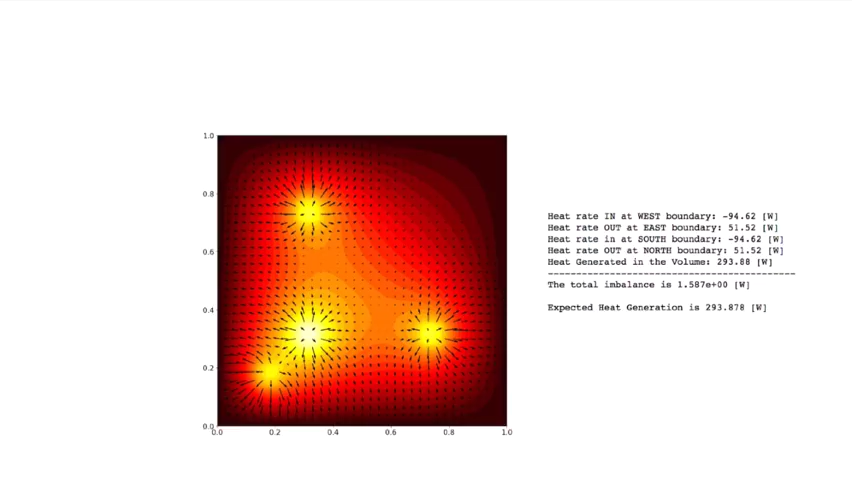 1.0
0.8
0.6
0.4
0.2
0.0
0.0 0.2 0.4 0.6 0.8 1.0
Heat rate IN at WEST boundary: -94.62 [W]
Heat rate OUT at EAST boundary: 51.52 [W]
Heat rate in at SOUTH boundary: -94.62 [W]
Heat rate OUT at NORTH boundary: 51.52 [W]
Heat Generated in the Volume: 293.88 [W]
--------------------------------------------
The total imbalance is 1.587e+00 [W]
Expected Heat Generation is 293.878 [W]